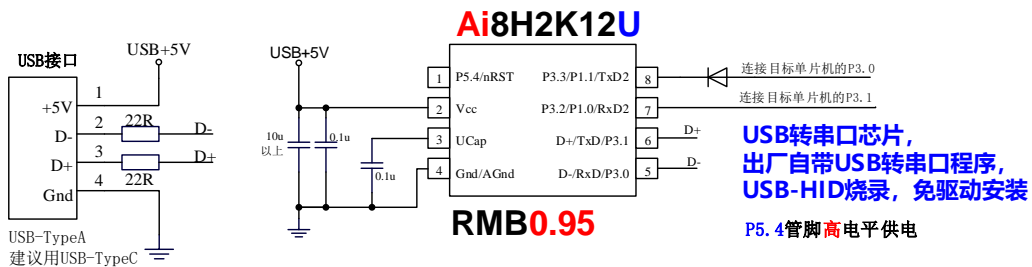 Ai8H2K12U
USB接口
USB+5V
+5V
1
D-
2
22R
D-
D+
3
22R
D+
Gnd
4
USB-TypeA
建议用USB-TypeC
USB+5V
10u
以上
0.1u
0.1u
1
P5.4/nRST
P3.3/P1.1/TxD2
8
连接目标单片机的P3.0
2
Vcc
P3.2/P1.0/RxD2
7
连接目标单片机的P3.1
3
UCap
D+/TxD/P3.1
6
D+
4
Gnd/AGnd
D-/RxD/P3.0
5
D-
RMB0.95
USB转串口芯片，
出厂自带USB转串口程序，
USB-HID烧录，免驱动安装
P5.4管脚高电平供电